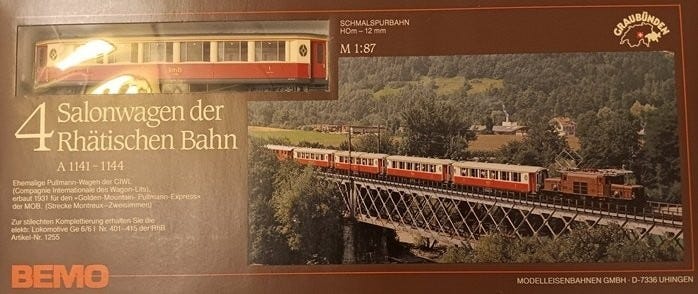 SCHMALSPURBAHN
HOm – 12 mm
M 1:87
GRAUBÜNDEN
4 Salonwagen der
Rhätischen Bahn
A 1141 - 1144
Ehemalige Pullmann-Wagen der CIWL
(Compagnie Internationale des Wagon-Lits),
erbaut 1931 für den «Golden-Mountain-Pullmann-Express»
der MOB. (Strecke Montreux–Zweisimmen)
Zur stilechten Komplettierung erhalten Sie die
elektr. Lokomotive Ge 6/6 I Nr. 401–415 der RhB
Artikel-Nr. 1255
BEMO
MODELLEISENBAHNEN GMBH · D-7336 UHINGEN